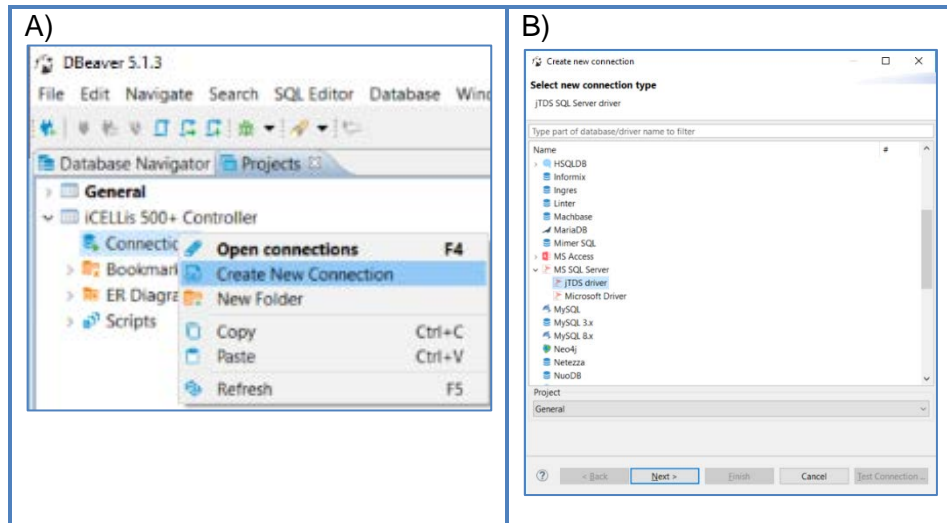 A)
DBeaver 5.1.3
File Edit Navigate Search SQL Editor Database Wind
Database Navigator Projects
General
iCELLis 500+ Controller
Connectic
Open connections F4
Bookmarl
Create New Connection
ER Diagra
New Folder
Scripts
Copy Ctrl+C
Paste Ctrl+V
Refresh F5
B)
Create new connection
Select new connection type
jTDS SQL Server driver
Type part of database/driver name to filter
Name #
HSQLDB
Informix
Ingres
Linter
Machbase
MariaDB
Mimer SQL
MS Access
MS SQL Server
jTDS driver
Microsoft Driver
MySQL
MySQL 3.x
MySQL 8.x
Neo4j
Netezza
NuoDB
Project
General
< Back Next > Finish Cancel Test Connection ...